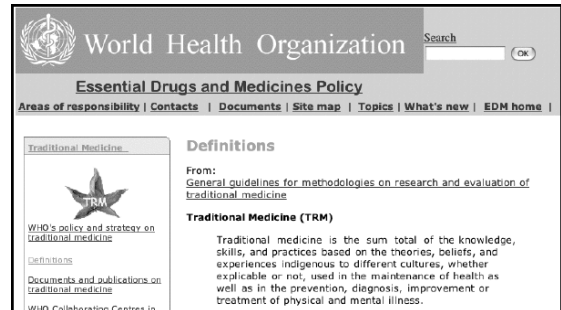 World Health Organization
Search
OK
Essential Drugs and Medicines Policy
Areas of responsibility | Contacts | Documents | Site map | Topics | What's new | EDM home |
Traditional Medicine
TRM
WHO's policy and strategy on
traditional medicine
Definitions
Documents and publications on
traditional medicine
WHO Collaborating Centres in
Definitions
From:
General guidelines for methodologies on research and evaluation of
traditional medicine
Traditional Medicine (TRM)
Traditional medicine is the sum total of the knowledge,
skills, and practices based on the theories, beliefs, and
experiences indigenous to different cultures, whether
explicable or not, used in the maintenance of health as
well as in the prevention, diagnosis, improvement or
treatment of physical and mental illness.